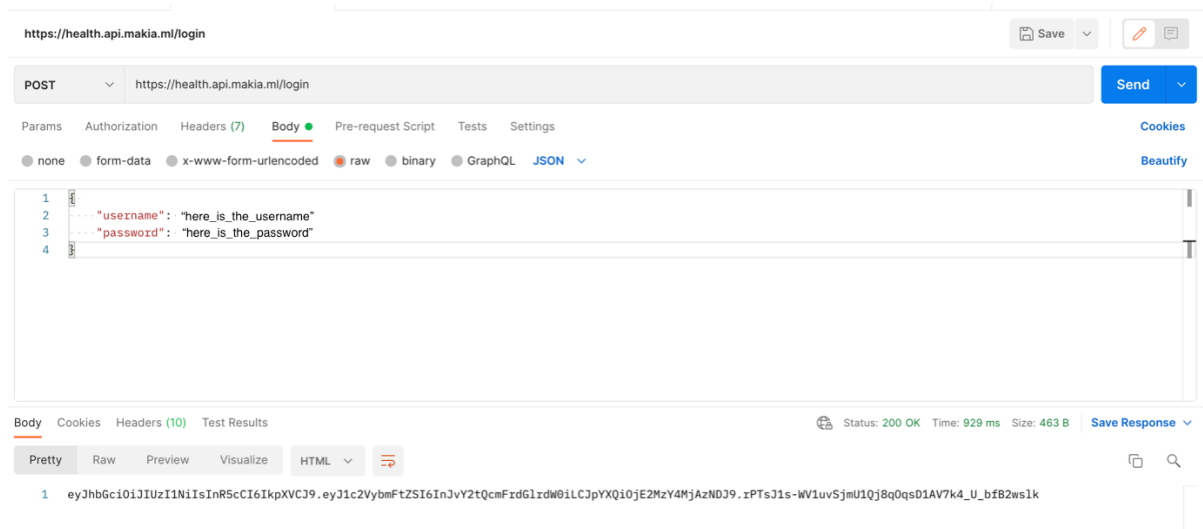 https://health.api.makia.ml/login
Save
POST
https://health.api.makia.ml/login
Send
Params Authorization Headers (7) Body Pre-request Script Tests Settings Cookies
none form-data x-www-form-urlencoded raw binary GraphQL JSON Beautify
1 {
2 "username": “here_is_the_username”
3 "password": “here_is_the_password”
4 }
Body Cookies Headers (10) Test Results Status: 200 OK Time: 929 ms Size: 463 B Save Response
Pretty Raw Preview Visualize HTML
1 eyJhbGciOiJIUzI1NiIsInR5cCI6IkpXVCJ9.eyJ1c2VybmFtZSI6InJvY2tQcmFrdGlrdW0iLCJpYXQiOjE2MzY4MjAzNDJ9.rPTsJ1s-WV1uvSjmU1Qj8qOqsD1AV7k4_U_bfB2wslk